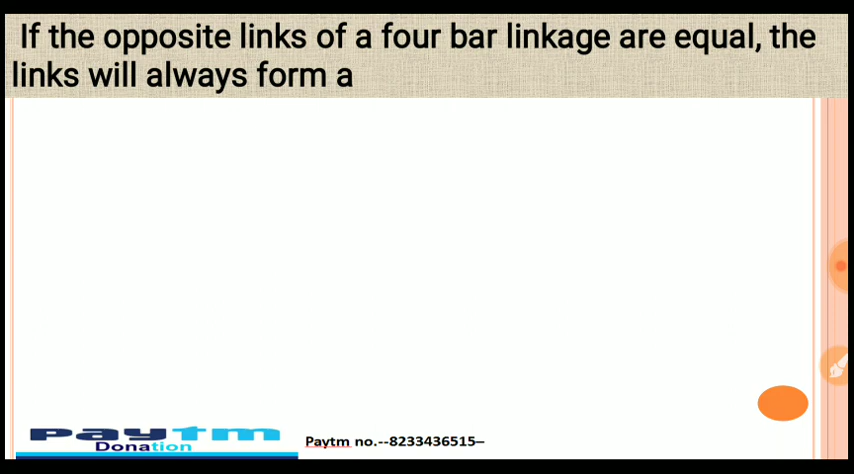 If the opposite links of a four bar linkage are equal, the
links will always form a
paytm
Donation
Paytm no.--8233436515–